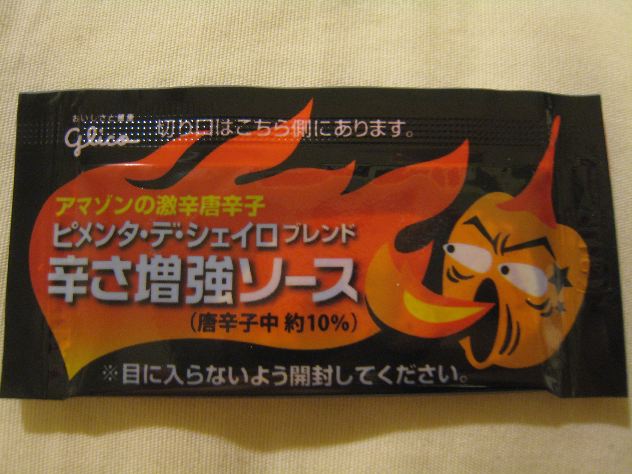 おいしさと健康
glico
切り口はこちら側にあります。
アマゾンの激辛唐辛子
ピメンタ・デ・シェイロ ブレンド
辛さ増強ソース
(唐辛子中 約10%)
※目に入らないよう開封してください。